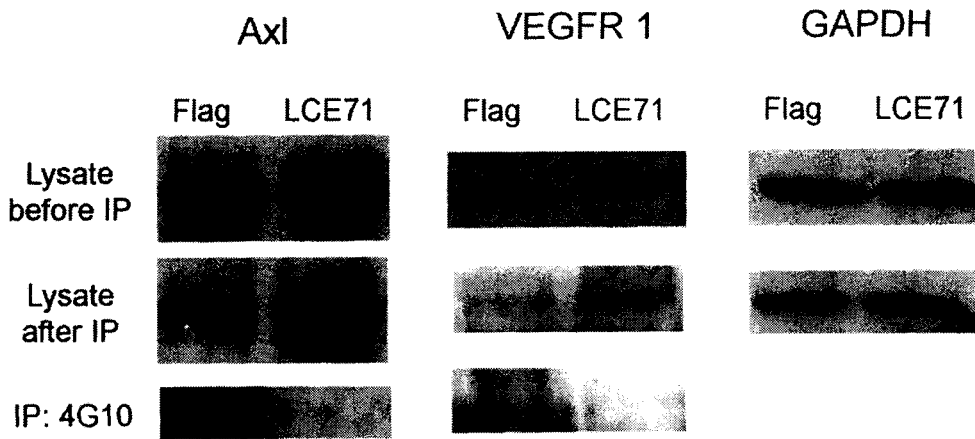 Axl VEGFR 1 GAPDH
Flag LCE71 Flag LCE71 Flag LCE71
Lysate
before IP
Lysate
after IP
IP: 4G10